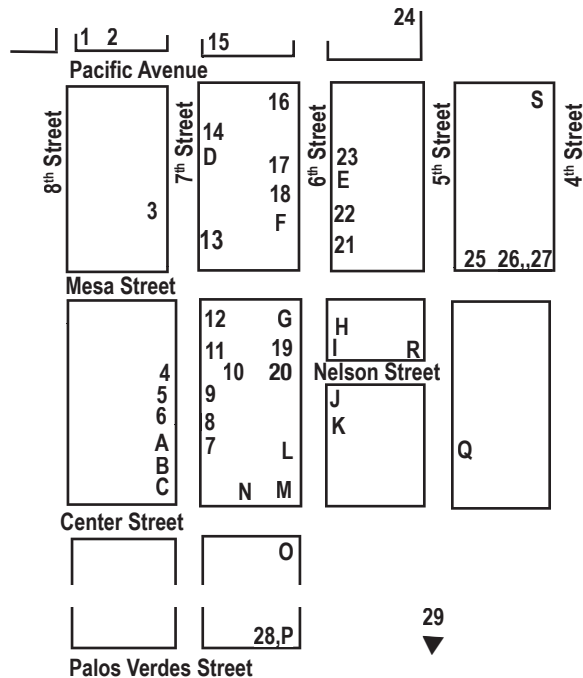 24
1 2
15
Pacific Avenue
16
S
14
D
8th Street
7th Street
6th Street
5th Street
4th Street
17
23
18
E
3
F
22
13
21
25 26,,27
Mesa Street
12
G
H
11
19
I
R
4
10
20
Nelson Street
5
9
J
6
8
K
A
7
L
Q
B
C
N
M
Center Street
O
28,P
29
Palos Verdes Street